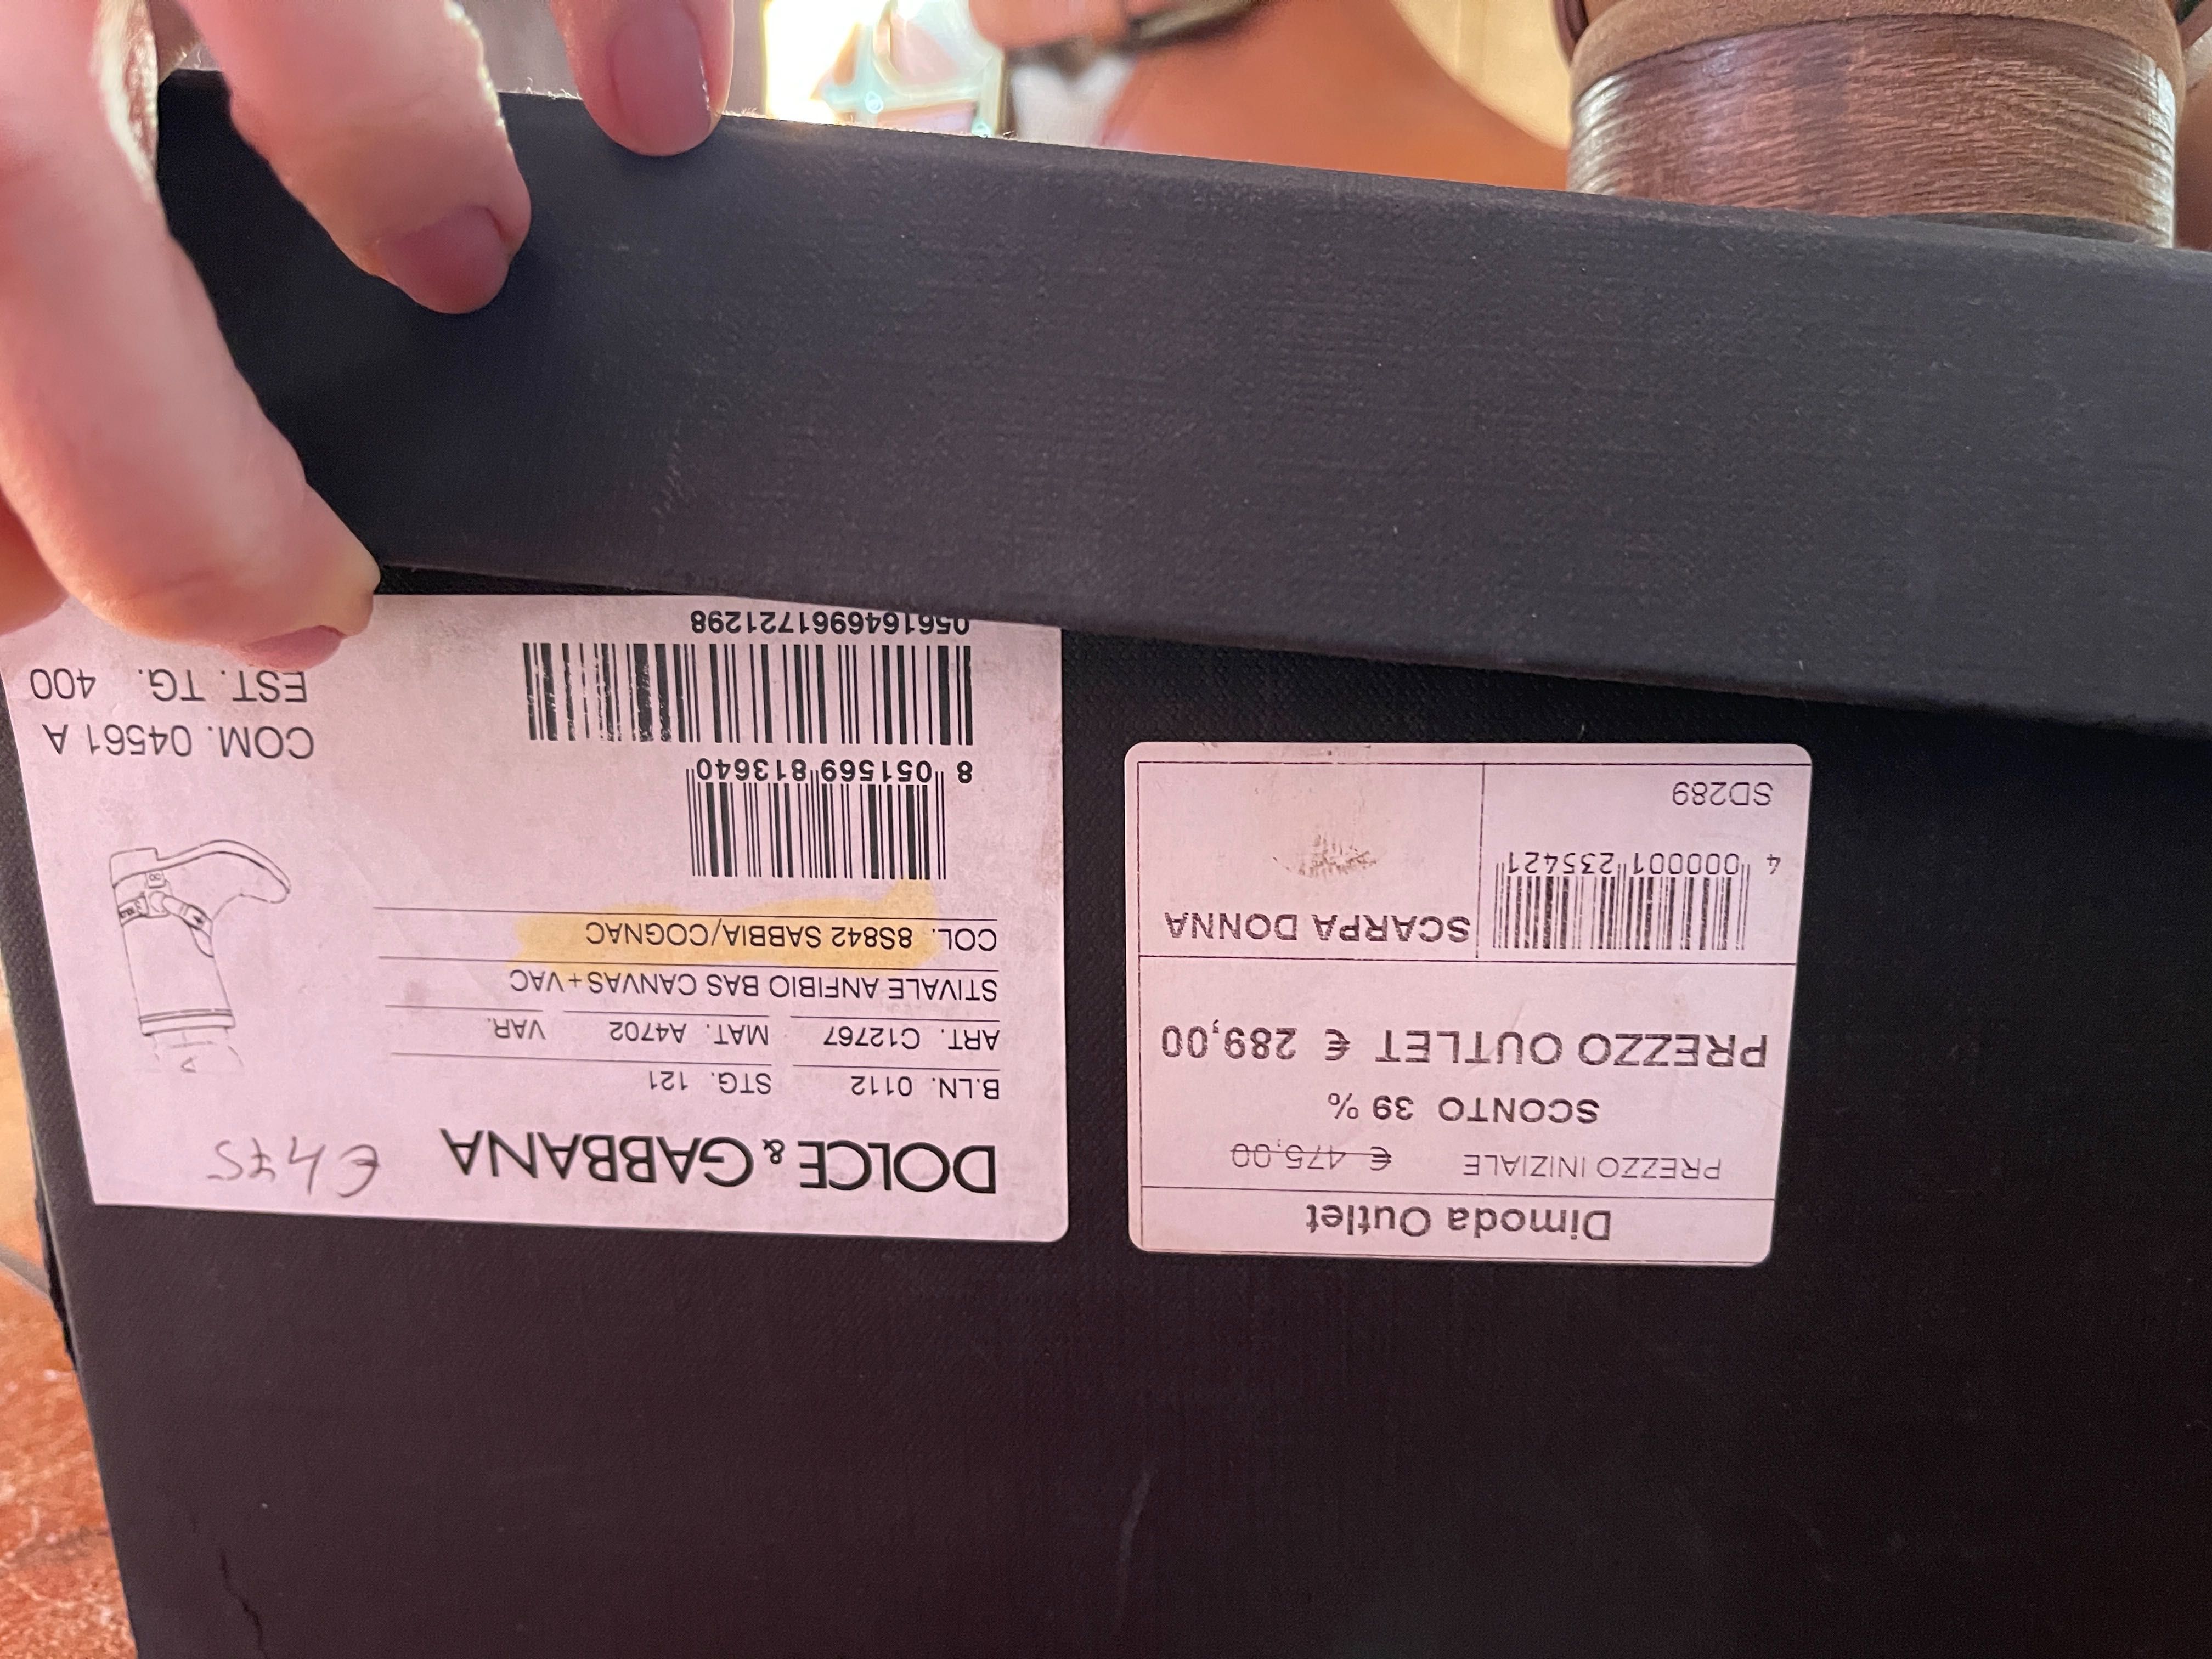 DOLCE & GABBANA
€ 475
B.LN. 0112 STG. 121
ART. C12767 MAT. A4702 VAR.
STIVALE ANFIBIO BAS CANVAS+VAC
COL. 8S842 SABBIA/COGNAC
8 051569 813640
0561646961721298
COM. 04561 A
EST. TG. 400
Dimoda Outlet
PREZZO INIZIALE € 475,00
SCONTO 39 %
PREZZO OUTLET € 289,00
SCARPA DONNA
4 000001 235421
SD289